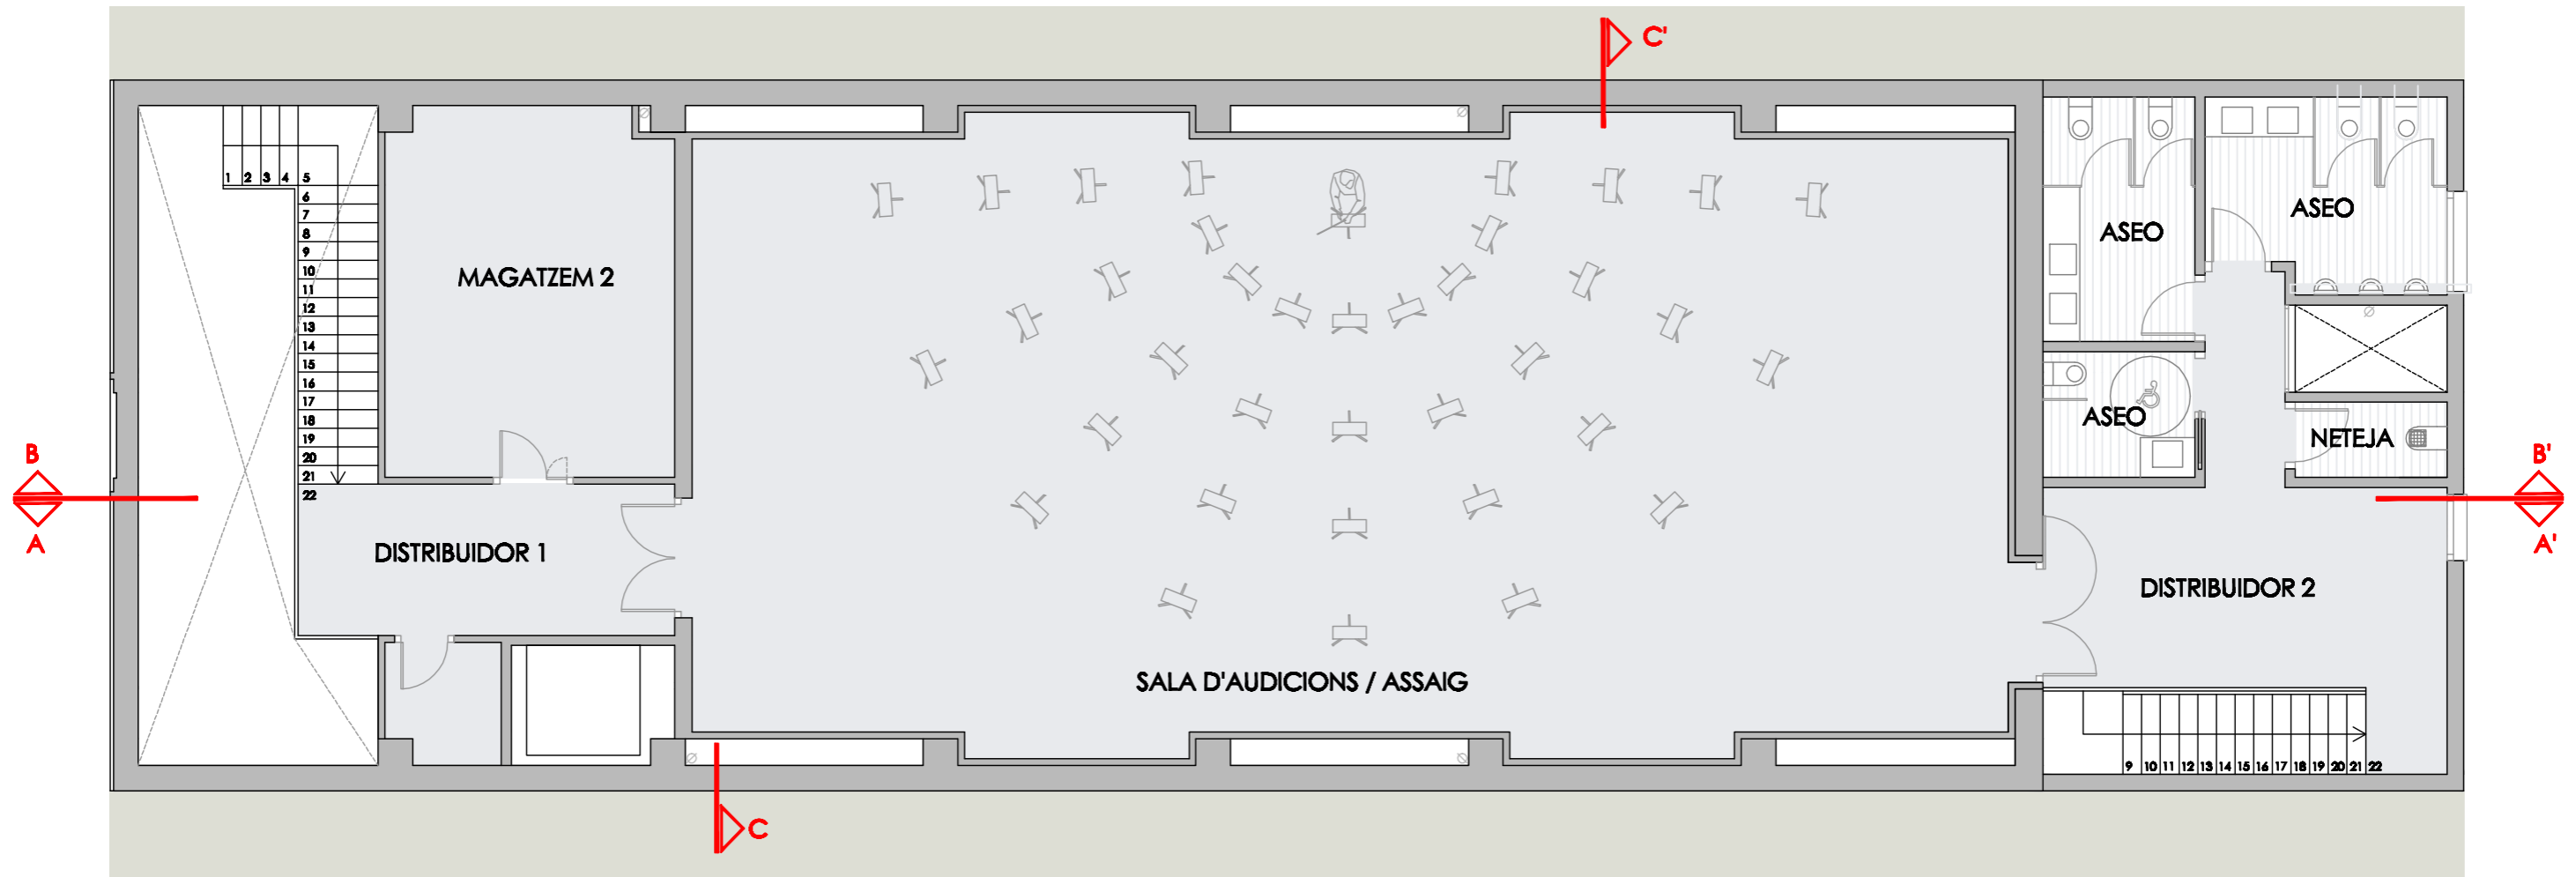 C'
1 2 3 4 5
6
7
8
9
10
11
12
13
14
15
16
17
18
19
20
21
22
MAGATZEM 2
ASEO
ASEO
ASEO
NETEJA
B
A
B'
A'
DISTRIBUIDOR 1
DISTRIBUIDOR 2
SALA D'AUDICIONS / ASSAIG
9 10 11 12 13 14 15 16 17 18 19 20 21 22
C